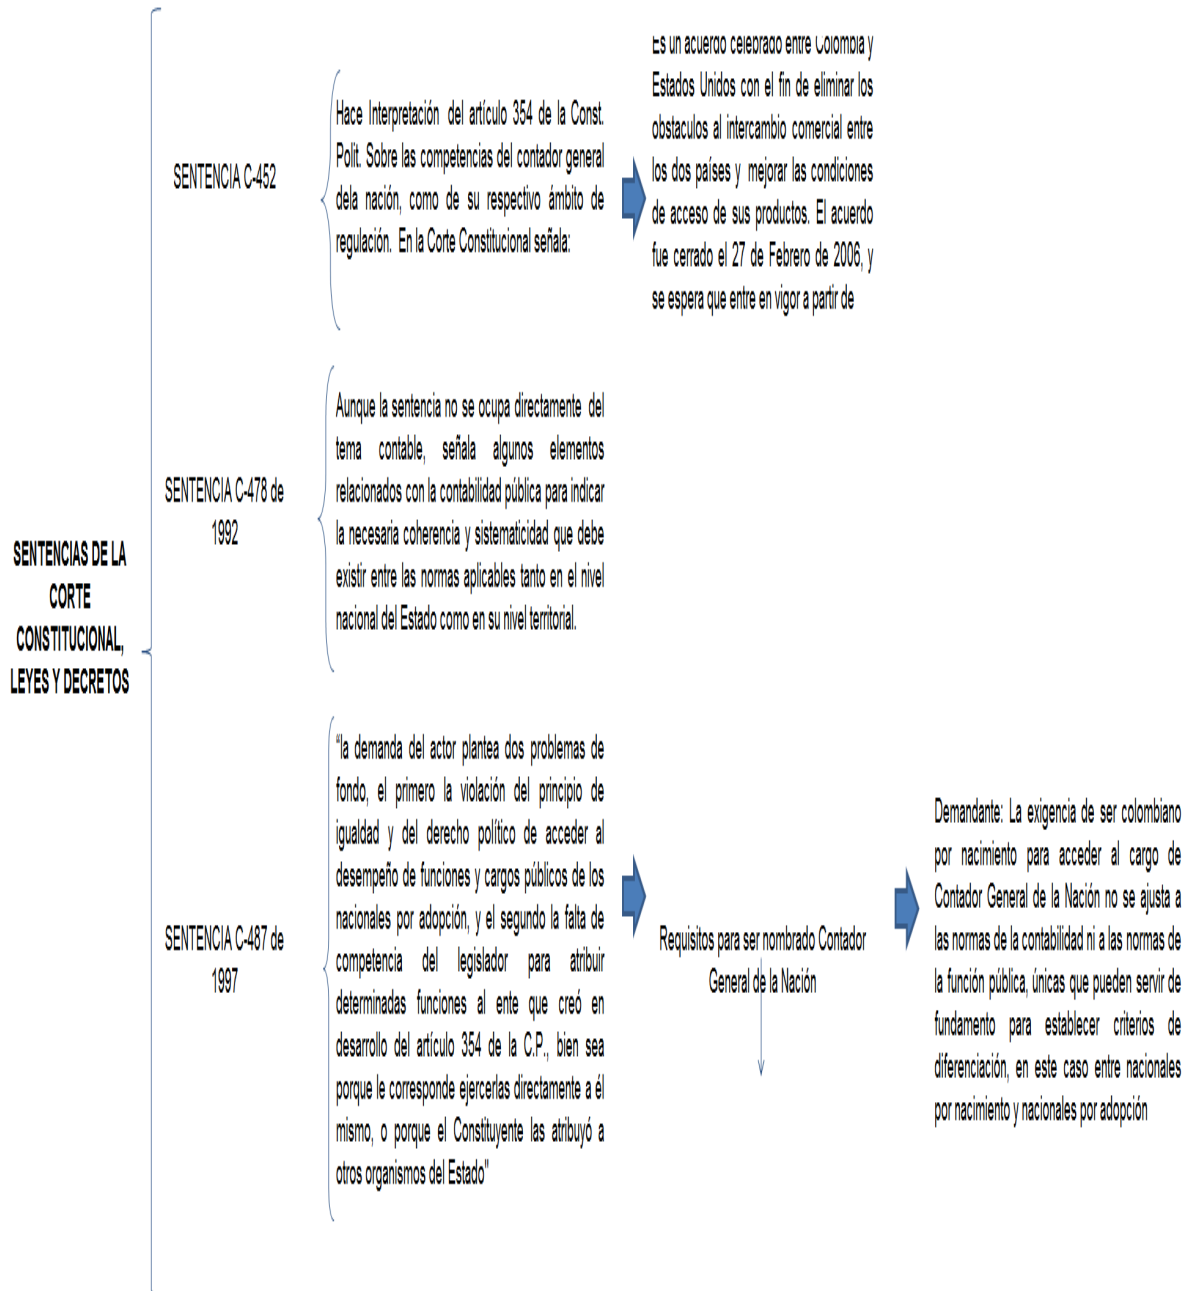 SENTENCIAS DE LA
CORTE
CONSTITUCIONAL,
LEYES Y DECRETOS
SENTENCIA C-452
Hace Interpretación del artículo 354 de la Const.
Polit. Sobre las competencias del contador general
dela nación, como de su respectivo ámbito de
regulación. En la Corte Constitucional señala:
Es un acuerdo celebrado entre Colombia y
Estados Unidos con el fin de eliminar los
obstaculos al intercambio comercial entre
los dos países y mejorar las condiciones
de acceso de sus productos. El acuerdo
fue cerrado el 27 de Febrero de 2006, y
se espera que entre en vigor a partir de
SENTENCIA C-478 de
1992
Aunque la sentencia no se ocupa directamente del
tema contable, señala algunos elementos
relacionados con la contabilidad pública para indicar
la necesaria coherencia y sistematicidad que debe
existir entre las normas aplicables tanto en el nivel
nacional del Estado como en su nivel territorial.
SENTENCIA C-487 de
1997
"la demanda del actor plantea dos problemas de
fondo, el primero la violación del principio de
igualdad y del derecho político de acceder al
desempeño de funciones y cargos públicos de los
nacionales por adopción, y el segundo la falta de
competencia del legislador para atribuir
determinadas funciones al ente que creó en
desarrollo del artículo 354 de la C.P., bien sea
porque le corresponde ejercerlas directamente a él
mismo, o porque el Constituyente las atribuyó a
otros organismos del Estado"
Requisitos para ser nombrado Contador
General de la Nación
Demandante: La exigencia de ser colombiano
por nacimiento para acceder al cargo de
Contador General de la Nación no se ajusta a
las normas de la contabilidad ni a las normas de
la función pública, únicas que pueden servir de
fundamento para establecer criterios de
diferenciación, en este caso entre nacionales
por nacimiento y nacionales por adopción